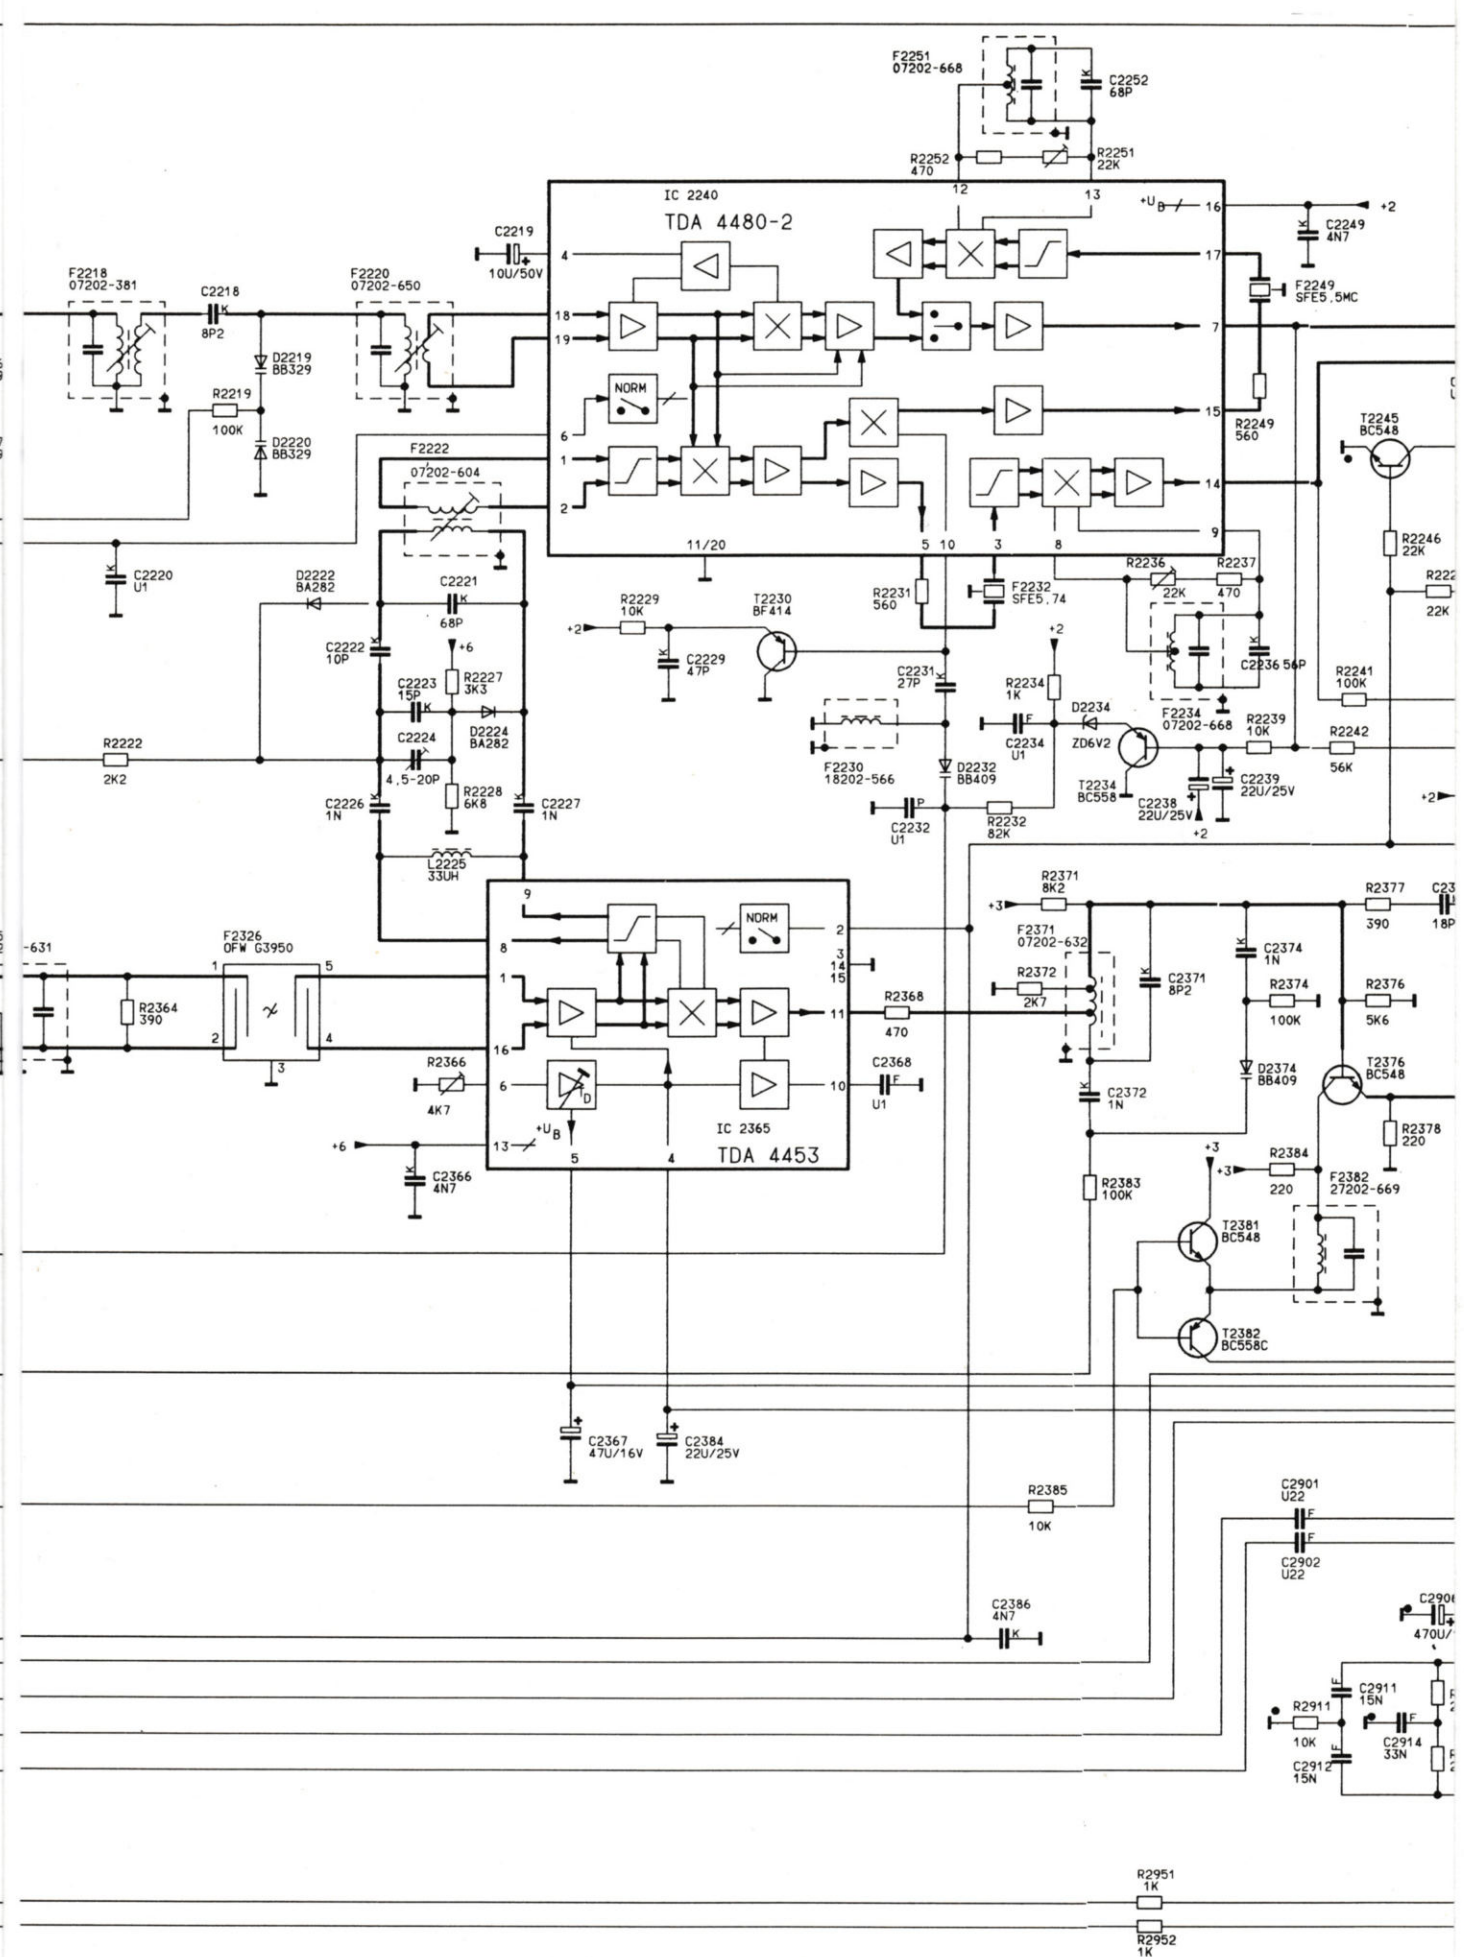 F2251
07202-668
K
C2252
68P
R2252
470
R2251
22K
IC 2240
TDA 4480-2
12
13
+UB
16
+2
K
C2249
4N7
C2219
+
10U/50V
4
17
F2249
SFE5,5MC
F2218
07202-381
C2218
K
8P2
F2220
07202-650
18
19
7
D2219
BB329
R2219
100K
D2220
BB329
NORM
6
15
R2249
560
T2245
BC548
F2222
07202-604
1
2
14
9
11/20
5
10
3
8
R2246
22K
K
C2220
U1
D2222
BA282
C2221
K
68P
R2229
10K
+2
T2230
BF414
R2231
560
F2232
SFE5,74
R2236
22K
R2237
470
R222
22K
K
C2222
10P
+6
R2227
3K3
C2223
15P
K
K
C2229
47P
C2231
27P
K
+2
R2234
1K
K
C2236 56P
R2241
100K
D2224
BA282
C2224
4,5-20P
F
C2234
U1
D2234
ZD6V2
F2234
07202-668
R2239
10K
R2242
56K
R2222
2K2
R2228
6K8
F2230
18202-566
D2232
BB409
T2234
BC558
C2238
22U/25V
+
+2
+
C2239
22U/25V
+2
K
C2226
1N
K
C2227
1N
P
C2232
U1
R2232
82K
L2225
33UH
9
8
NORM
2
3
14
15
R2371
8K2
+3
F2371
07202-632
R2377
390
C23
18P
-631
F2326
OFW G3950
1
5
2
4
3
R2364
390
1
16
11
R2368
470
R2372
2K7
K
C2371
8P2
K
C2374
1N
R2374
100K
R2376
5K6
R2366
4K7
6
D
10
C2368
F
U1
K
C2372
1N
D2374
BB409
T2376
BC548
+UB
IC 2365
TDA 4453
+6
13
5
4
K
C2366
4N7
R2378
220
R2383
100K
+3
+3
R2384
220
F2382
27202-669
T2381
BC548
T2382
BC558C
+
C2367
47U/16V
+
C2384
22U/25V
R2385
10K
C2901
U22
F
F
C2902
U22
C2386
4N7
K
C2906
+
470U/
F
C2911
15N
R2911
10K
F
C2914
33N
F
C2912
15N
R2951
1K
R2952
1K